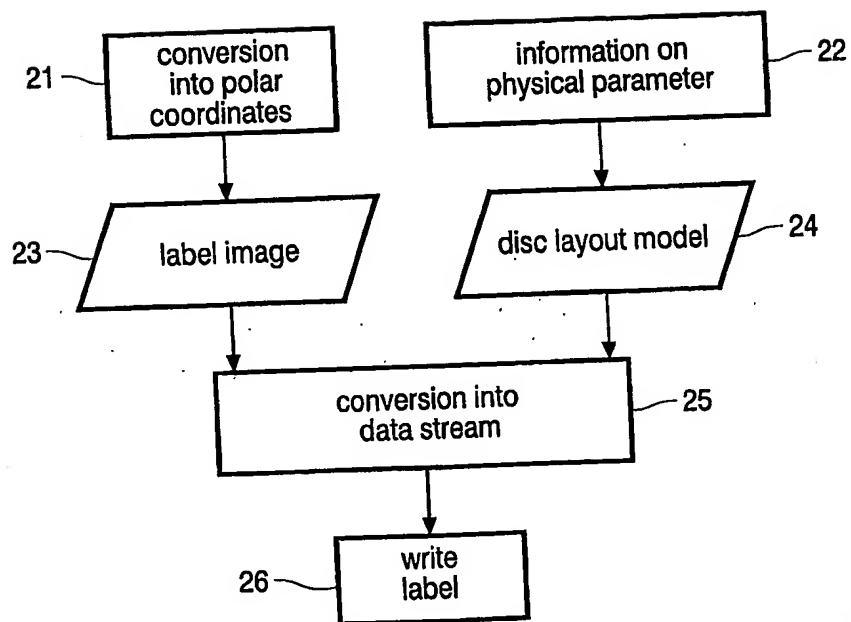 21
conversion
into polar
coordinates
information on
physical parameter
22
23
label image
disc layout model
24
conversion into
data stream
25
26
write
label